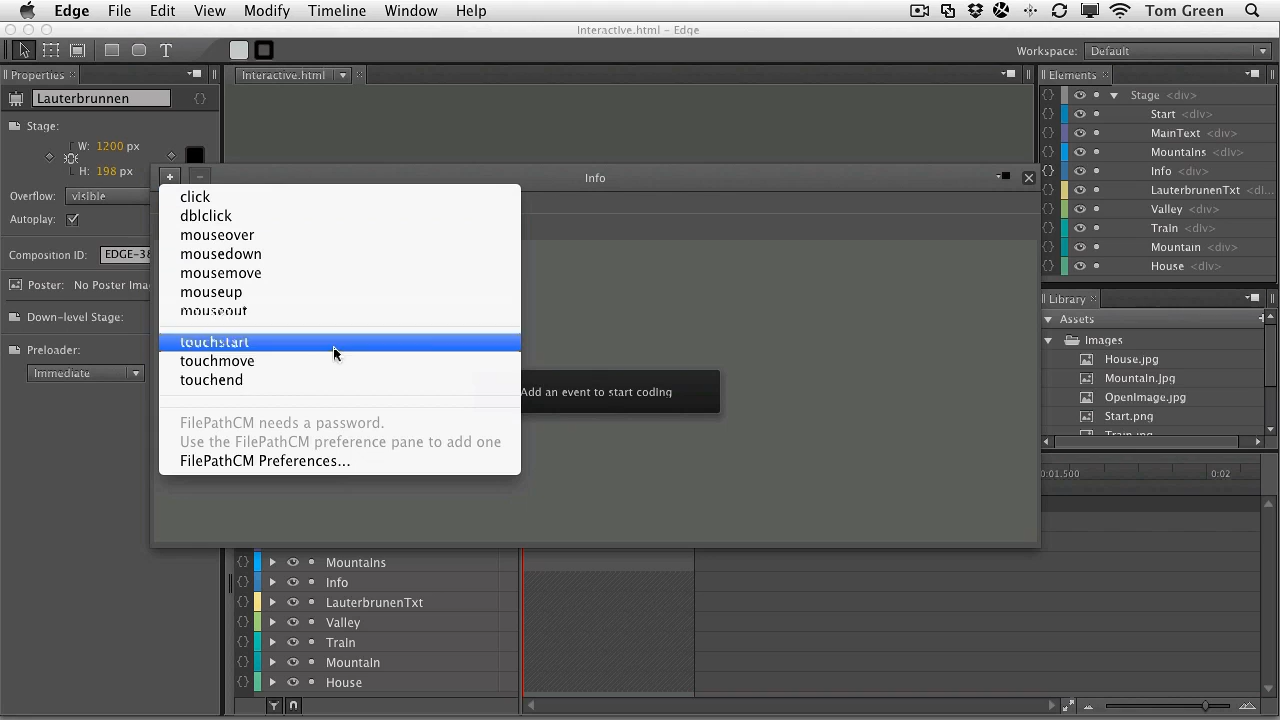 Edge File Edit View Modify Timeline Window Help Tom Green
Interactive.html – Edge
T Workspace: Default
Properties
Interactive.html
Elements
Lauterbrunnen
Stage:
W: 1200 px
H: 198 px
Overflow: visible
Autoplay:
Composition ID: EDGE-38
Poster: No Poster Ima
Down-level Stage:
Preloader:
Immediate
Info
click
dblclick
mouseover
mousedown
mousemove
mouseup
mouseout
touchstart
touchmove
touchend
FilePathCM needs a password.
Use the FilePathCM preference pane to add one
FilePathCM Preferences...
Add an event to start coding
Stage <div>
Start <div>
MainText <div>
Mountains <div>
Info <div>
LauterbrunenTxt <di...
Valley <div>
Train <div>
Mountain <div>
House <div>
Library
Assets
Images
House.jpg
Mountain.jpg
OpenImage.jpg
Start.png
Train.jpg
0:01.500 0:02
Mountains
Info
LauterbrunenTxt
Valley
Train
Mountain
House